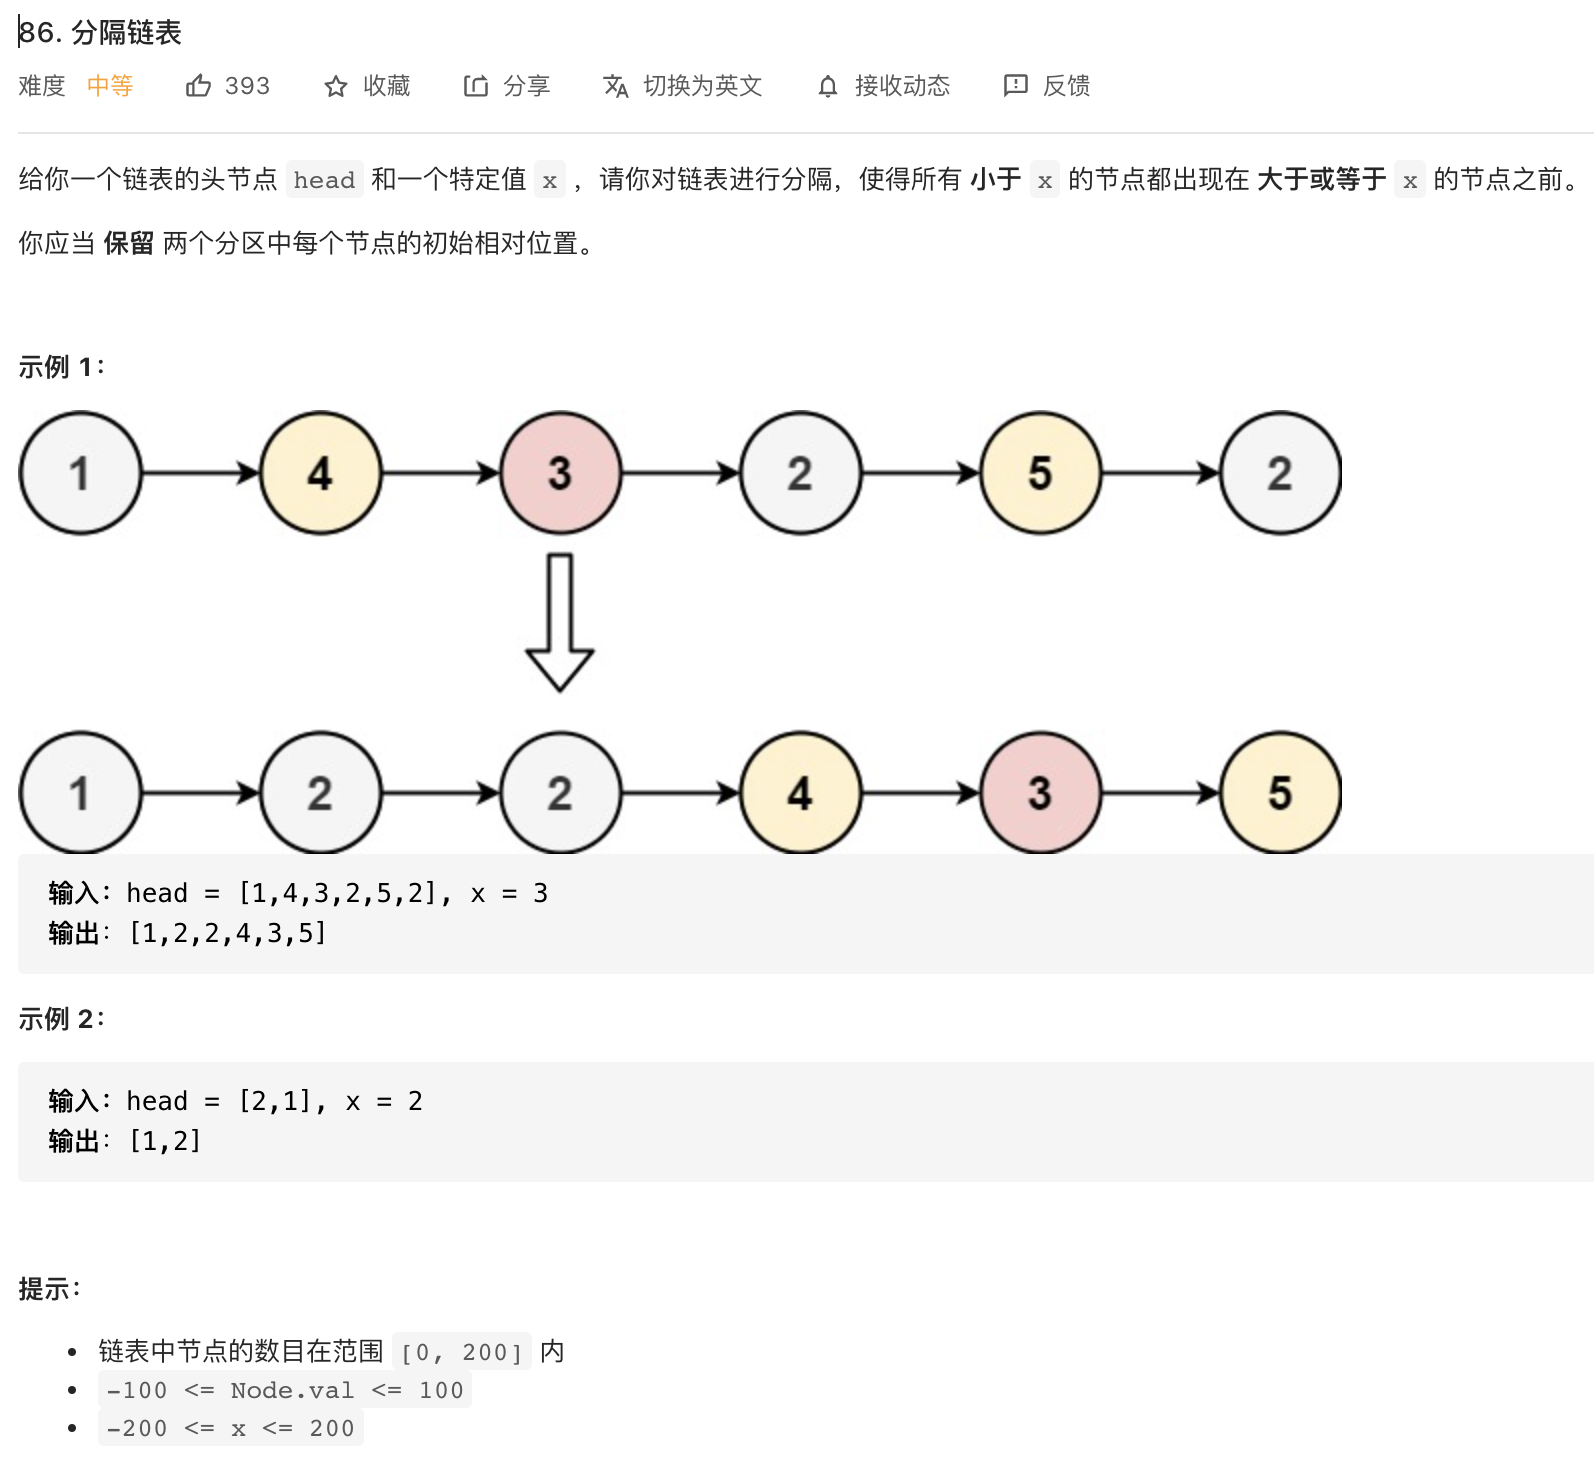 86. 分隔链表
难度 中等 393 收藏 分享 切换为英文 接收动态 反馈
给你一个链表的头节点 head 和一个特定值 x ，请你对链表进行分隔，使得所有 小于 x 的节点都出现在 大于或等于 x 的节点之前。
你应当 保留 两个分区中每个节点的初始相对位置。
示例 1：
1 4 3 2 5 2
1 2 2 4 3 5
输入：head = [1,4,3,2,5,2], x = 3
输出：[1,2,2,4,3,5]
示例 2：
输入：head = [2,1], x = 2
输出：[1,2]
提示：
• 链表中节点的数目在范围 [0, 200] 内
• -100 <= Node.val <= 100
• -200 <= x <= 200